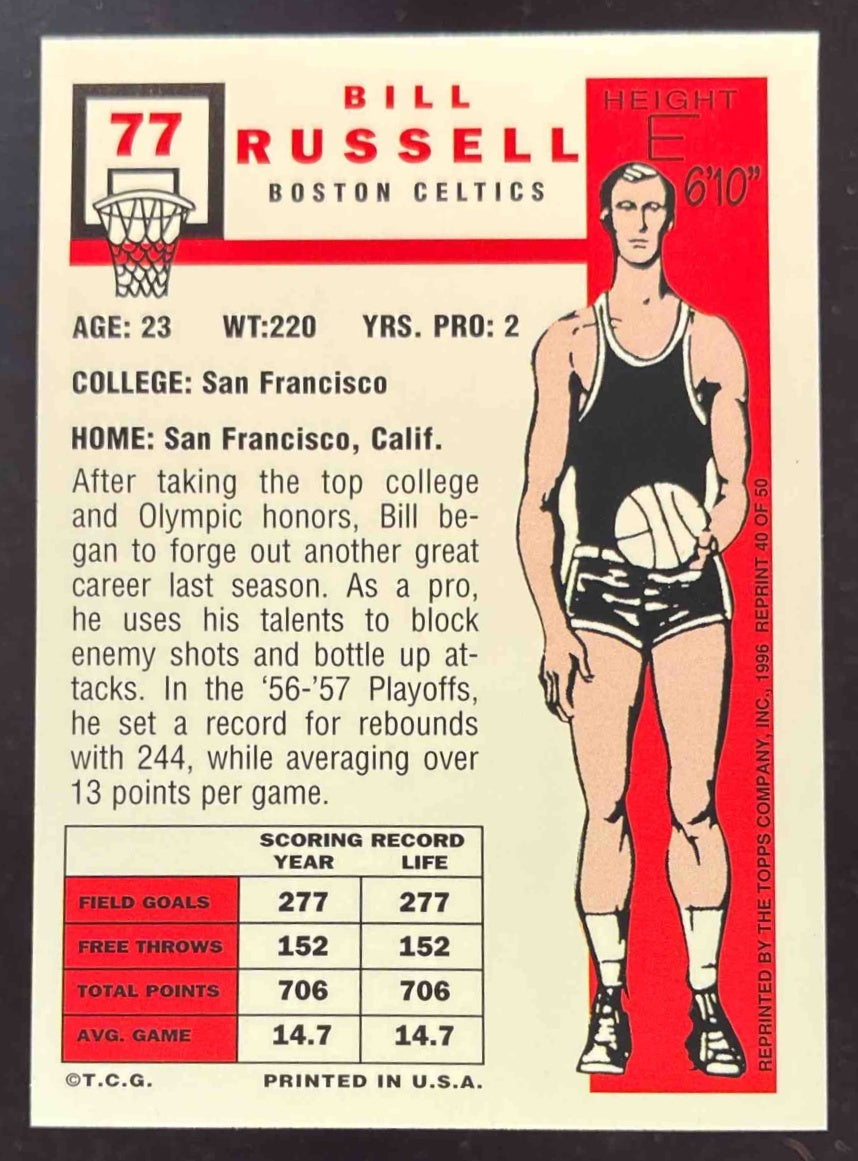 77
BILL
RUSSELL
BOSTON CELTICS
HEIGHT
E
6'10"
AGE: 23 WT:220 YRS. PRO: 2
COLLEGE: San Francisco
HOME: San Francisco, Calif.
After taking the top college
and Olympic honors, Bill be-
gan to forge out another great
career last season. As a pro,
he uses his talents to block
enemy shots and bottle up at-
tacks. In the '56-'57 Playoffs,
he set a record for rebounds
with 244, while averaging over
13 points per game.
SCORING RECORD
YEAR LIFE
FIELD GOALS 277 277
FREE THROWS 152 152
TOTAL POINTS 706 706
AVG. GAME 14.7 14.7
©T.C.G. PRINTED IN U.S.A.
REPRINTED BY THE TOPPS COMPANY, INC., 1996 REPRINT 40 OF 50